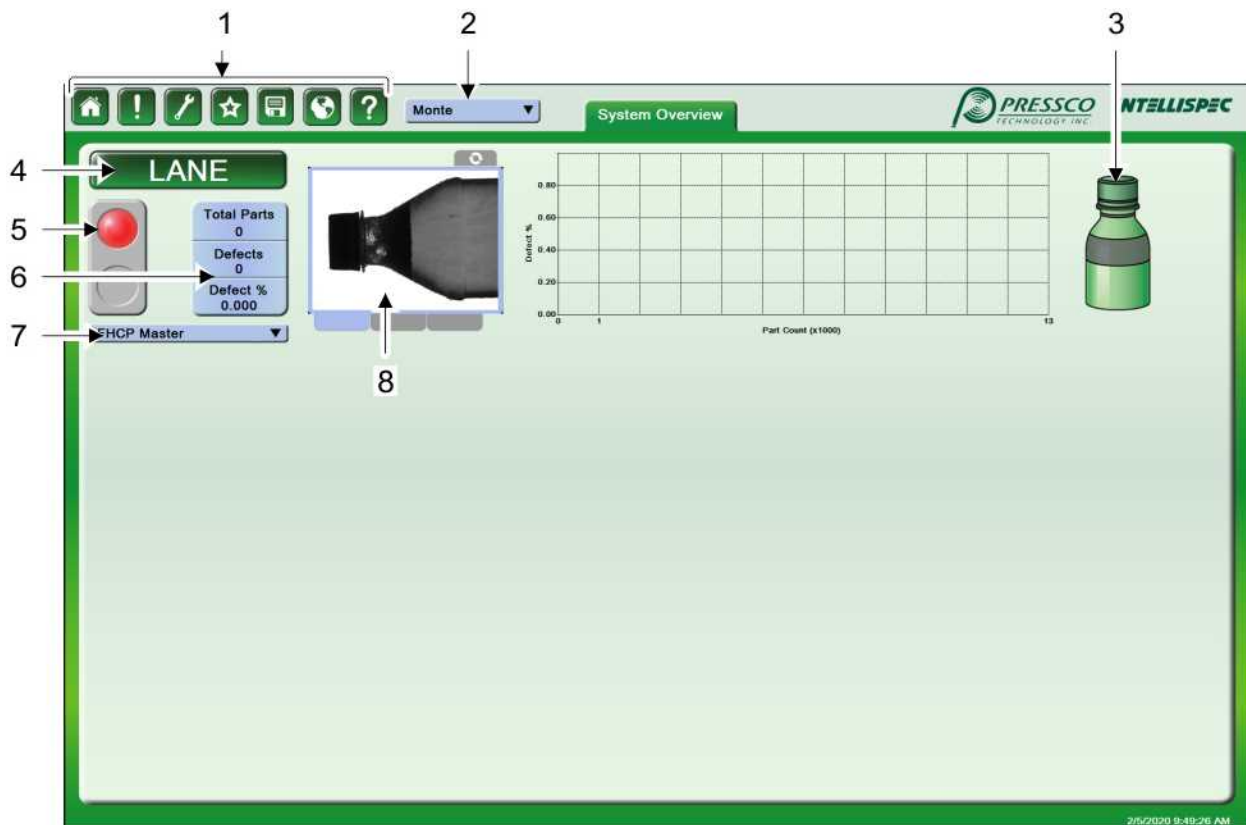 1
2
3
Monte
System Overview
PRESSCO
TECHNOLOGY INC
INTELLISPEC
4
LANE
5
Total Parts
0
Defects
0
Defect %
0.000
6
7
FHCP Master
8
Defect %
0.80
0.60
0.40
0.20
0.00
0
1
13
Part Count (x1000)
2/5/2020 9:49:26 AM